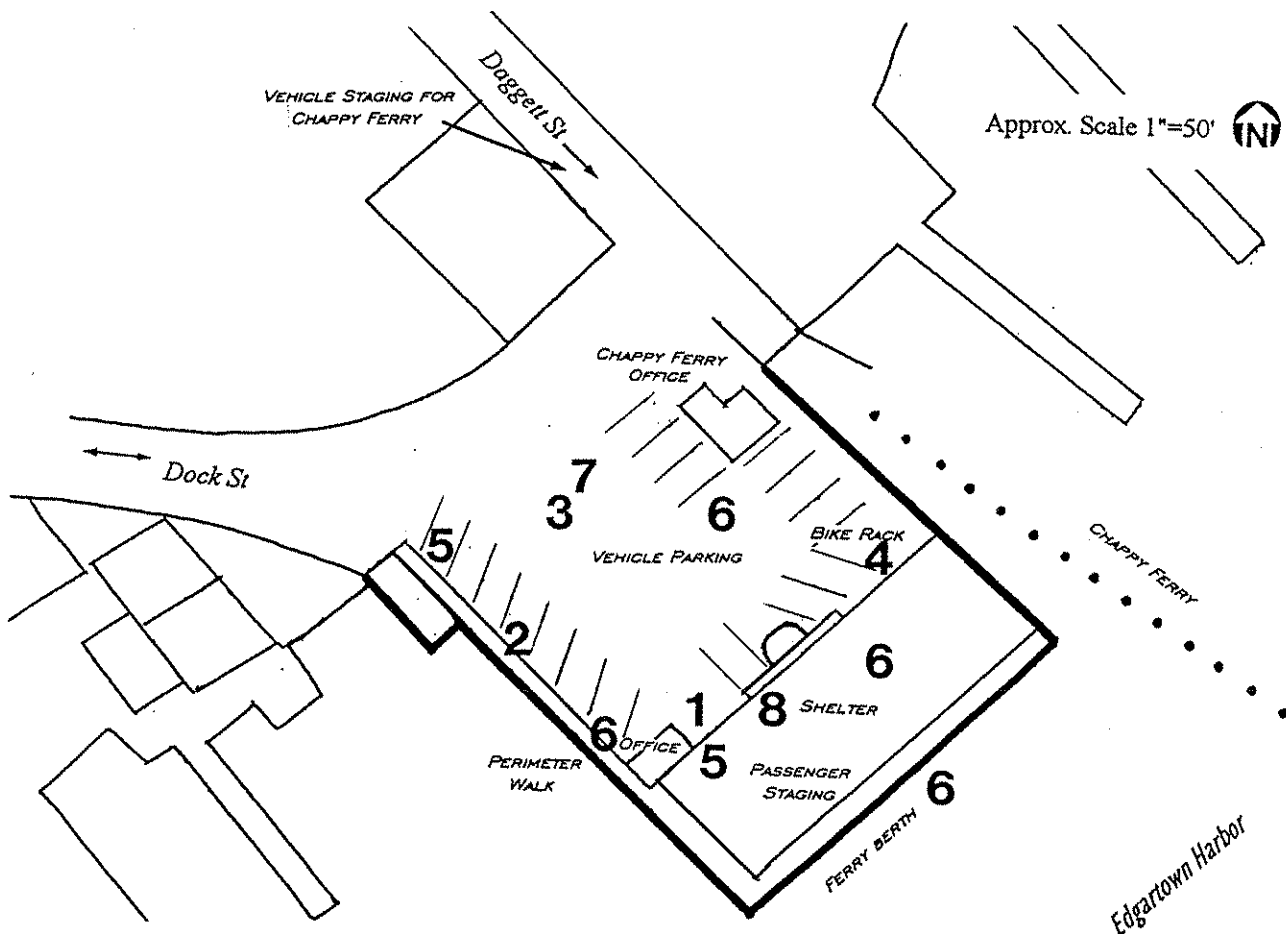 Daggett St
VEHICLE STAGING FOR
CHAPPY FERRY
Approx. Scale 1"=50'
N
CHAPPY FERRY
OFFICE
Dock St
7
3
6
VEHICLE PARKING
BIKE RACK
4
5
2
CHAPPY FERRY
6
SHELTER
1
8
6
OFFICE
5
PERIMETER
WALK
PASSENGER
STAGING
6
FERRY BERTH
Edgartown Harbor